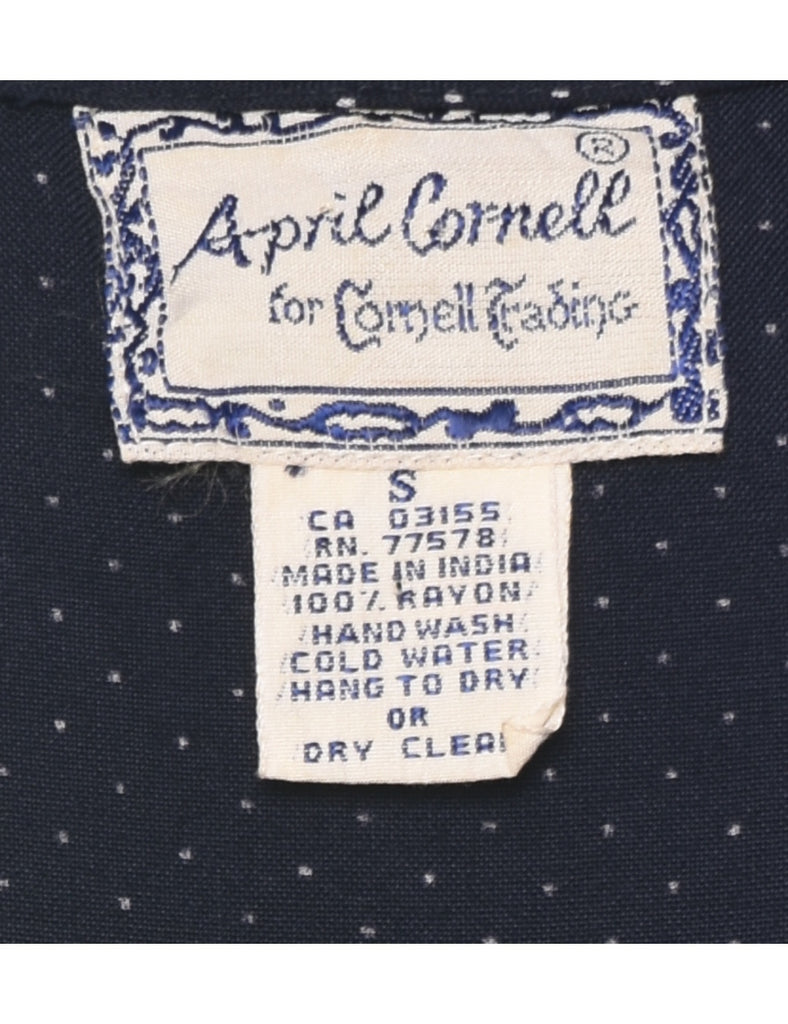 April Cornell ®
for Cornell Trading
S
CA 03155
RN. 77578
MADE IN INDIA
100% RAYON
HAND WASH
COLD WATER
HANG TO DRY
OR
DRY CLEA